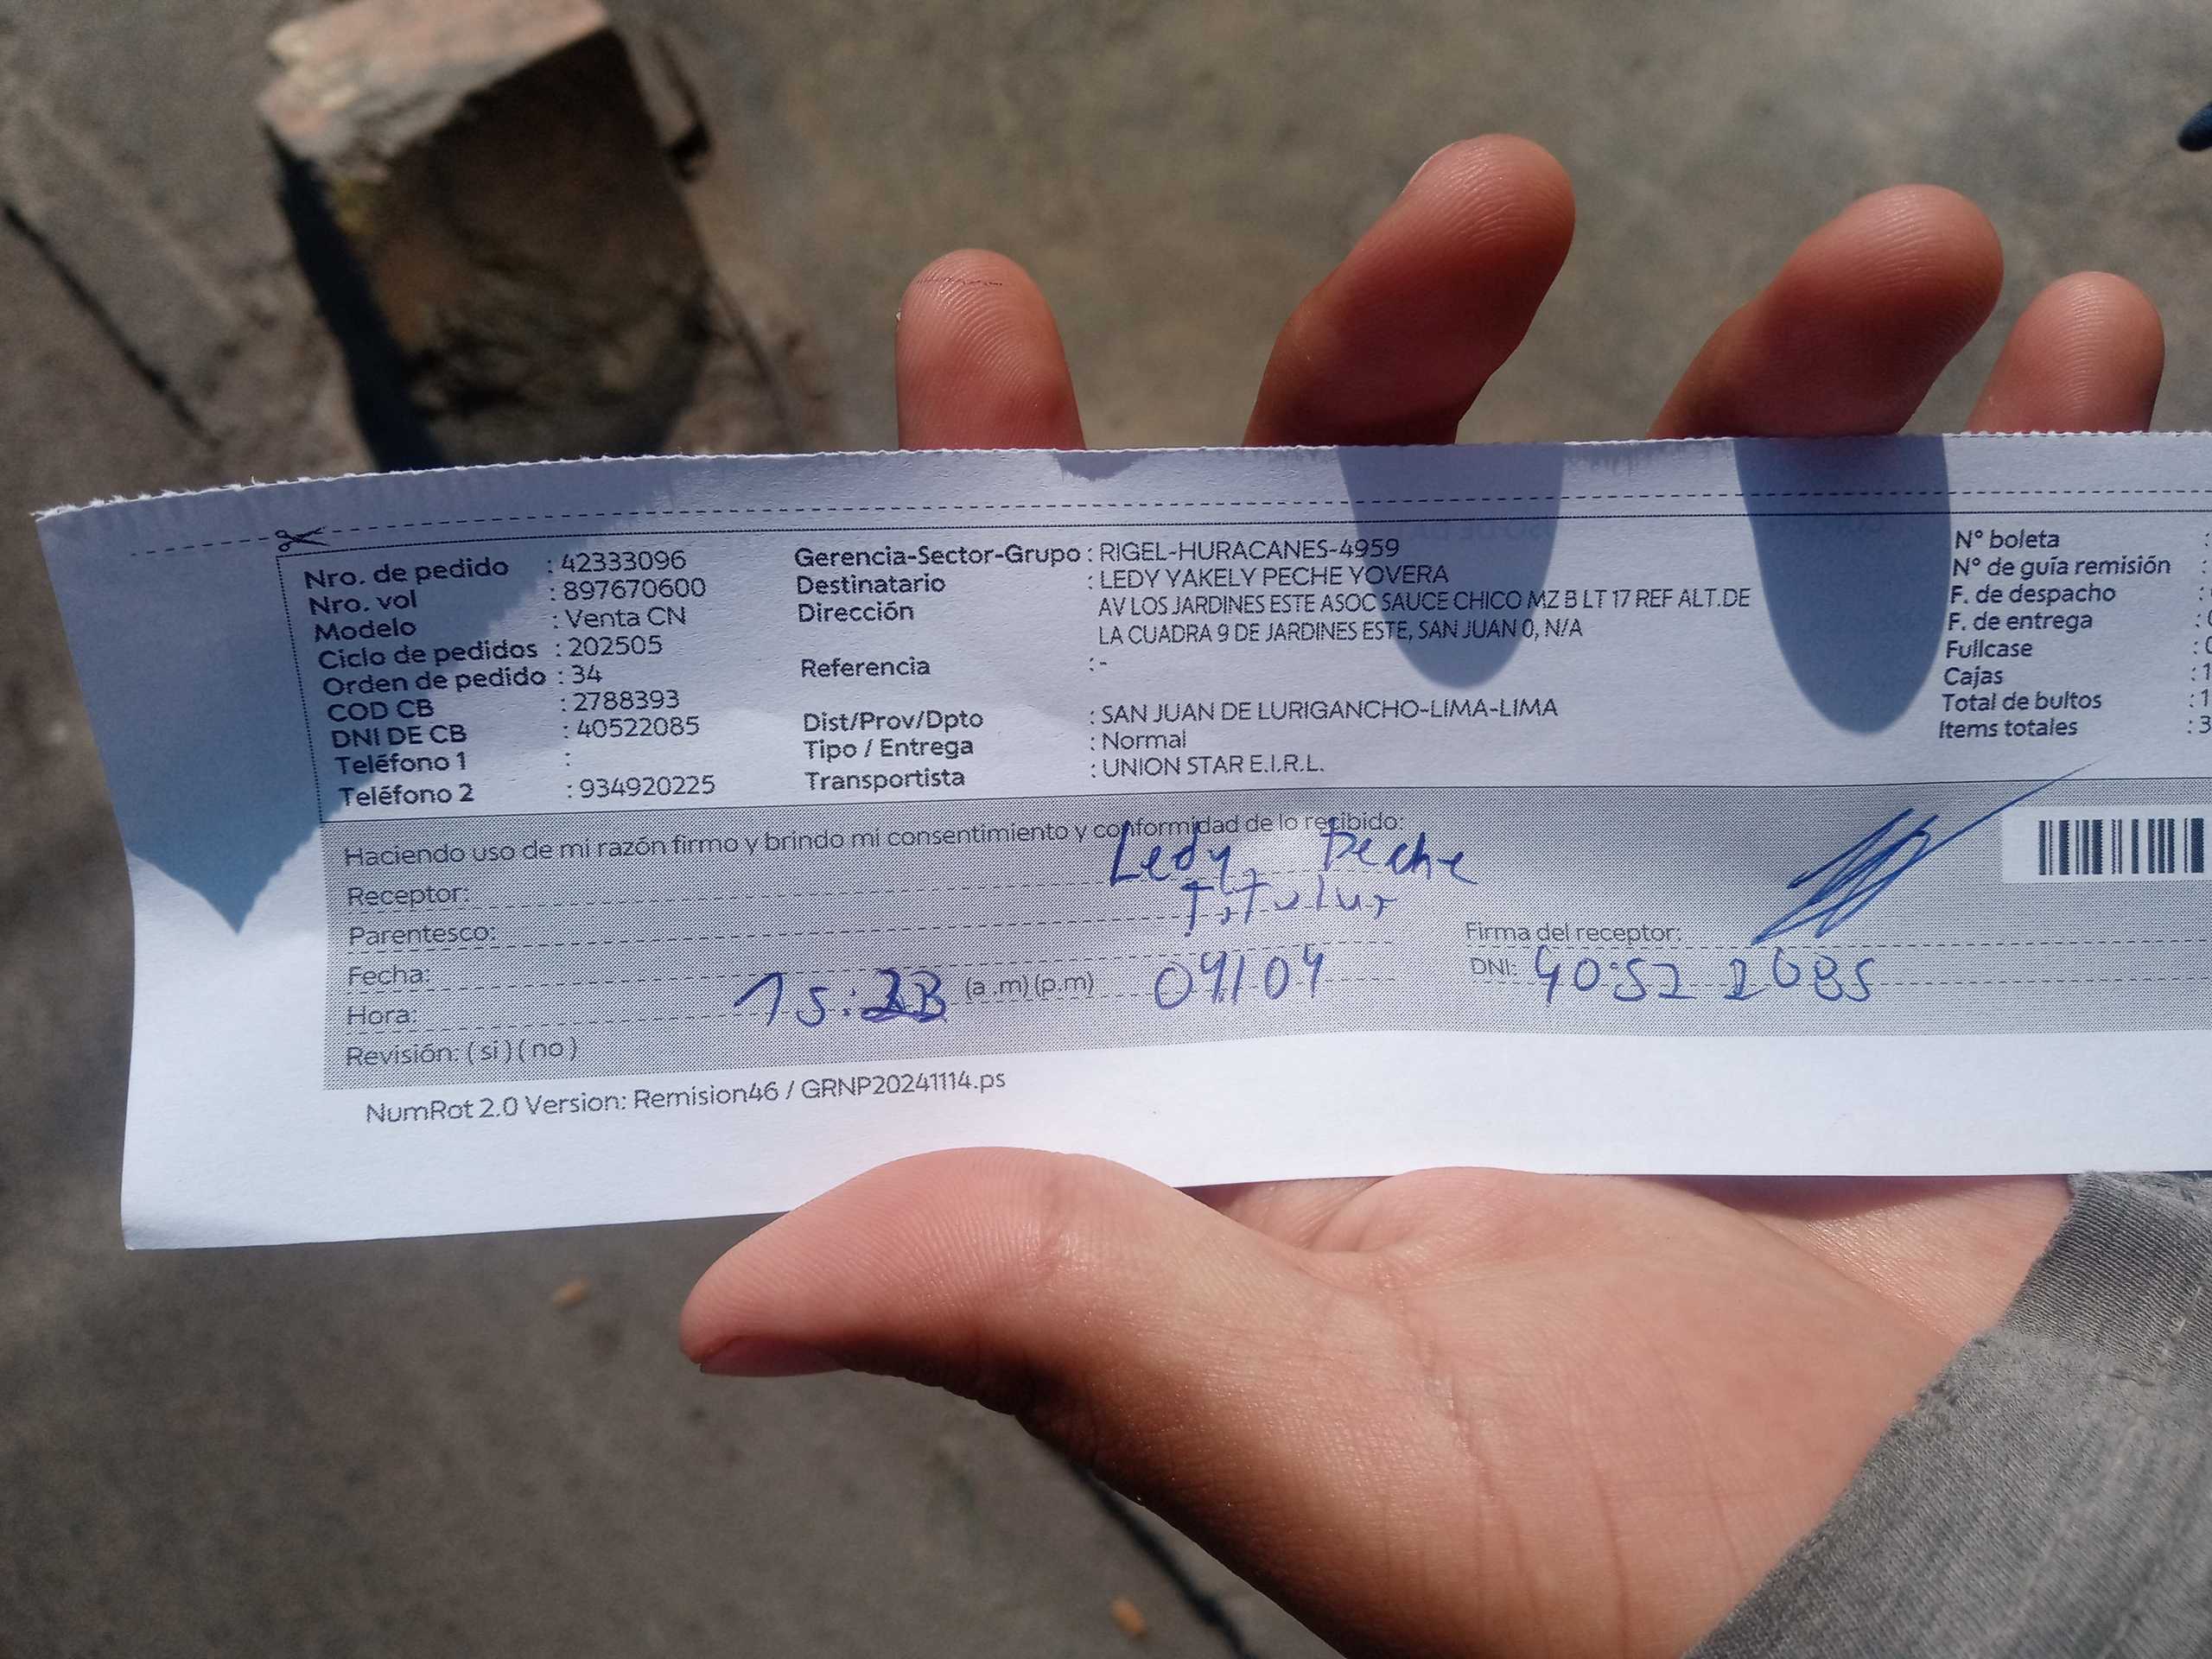 Nro. de pedido : 42333096
Nro. vol : 897670600
Modelo : Venta CN
Ciclo de pedidos : 202505
Orden de pedido : 34
COD CB : 2788393
DNI DE CB : 40522085
Teléfono 1 :
Teléfono 2 : 934920225
Gerencia-Sector-Grupo : RIGEL-HURACANES-4959
Destinatario : LEDY YAKELY PECHE YOVERA
Dirección AV LOS JARDINES ESTE ASOC SAUCE CHICO MZ B LT 17 REF ALT.DE
LA CUADRA 9 DE JARDINES ESTE, SAN JUAN 0, N/A
Referencia : -
Dist/Prov/Dpto : SAN JUAN DE LURIGANCHO-LIMA-LIMA
Tipo / Entrega : Normal
Transportista : UNION STAR E.I.R.L.
N° boleta :
N° de guía remisión :
F. de despacho :
F. de entrega :
Fullcase :
Cajas : 1
Total de bultos : 1
Items totales : 3
Haciendo uso de mi razón firmo y brindo mi consentimiento y conformidad de lo recibido:
Receptor: Ledy Peche
Parentesco: Titular
Fecha:
Hora: 15: (a .m) (p.m) 04/04
Revisión: ( si ) ( no )
Firma del receptor:
DNI:
NumRot 2.0 Version: Remision46 / GRNP20241114.ps